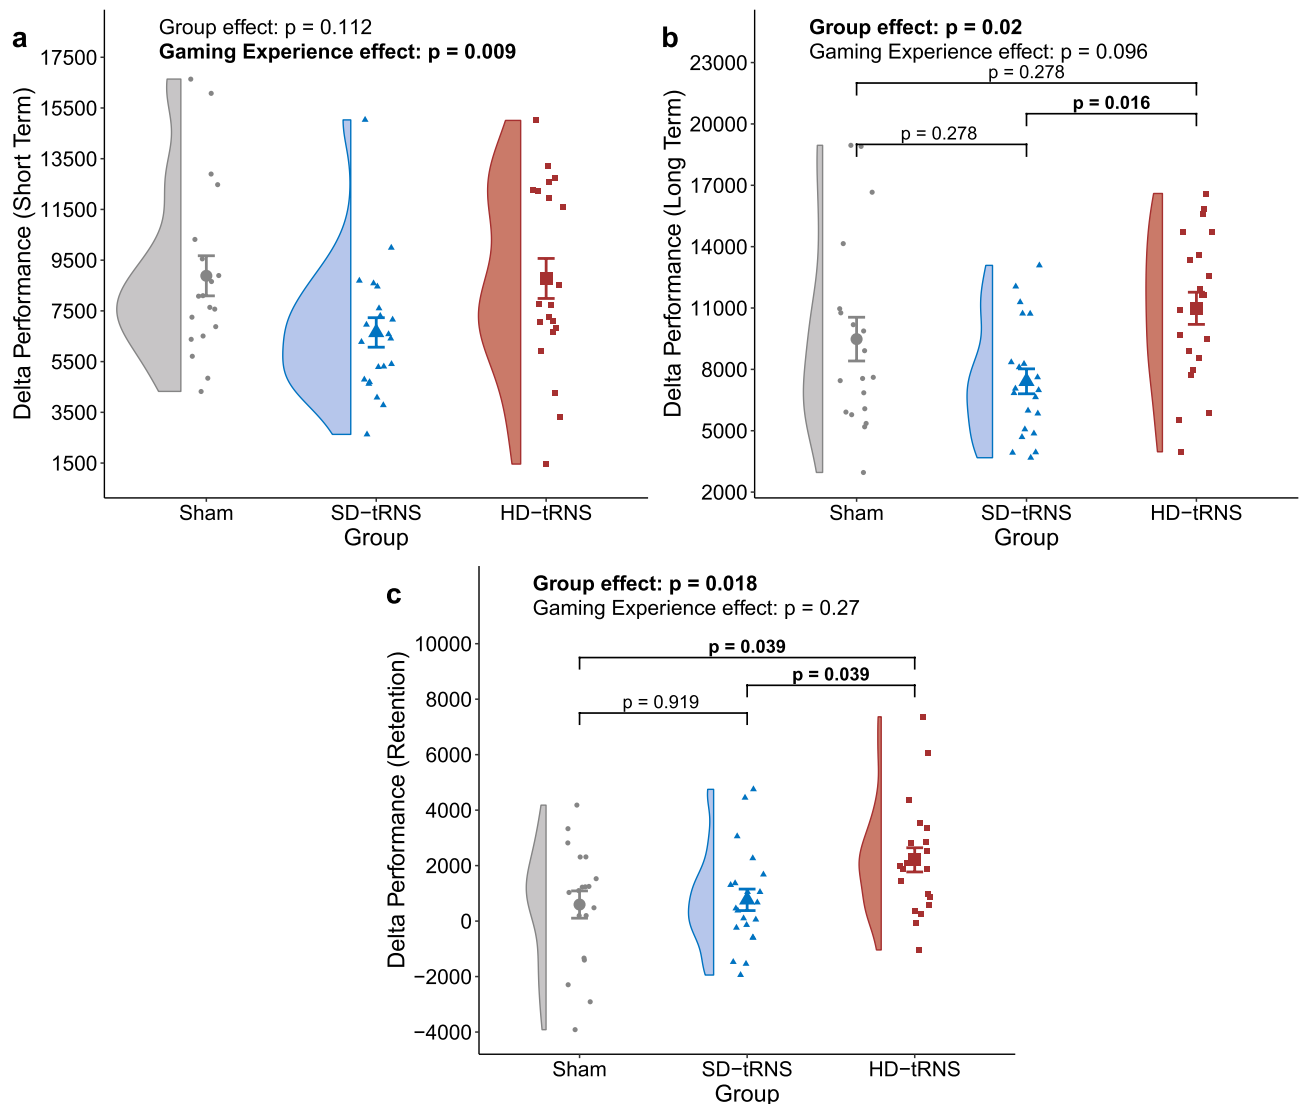 a
Group effect: p = 0.112
Gaming Experience effect: p = 0.009
Delta Performance (Short Term)
17500
15500
13500
11500
9500
7500
5500
3500
1500
Sham
SD−tRNS
HD−tRNS
Group
b
Group effect: p = 0.02
Gaming Experience effect: p = 0.096
p = 0.278
p = 0.016
p = 0.278
Delta Performance (Long Term)
23000
20000
17000
14000
11000
8000
5000
2000
Sham
SD−tRNS
HD−tRNS
Group
c
Group effect: p = 0.018
Gaming Experience effect: p = 0.27
p = 0.039
p = 0.039
p = 0.919
Delta Performance (Retention)
10000
8000
6000
4000
2000
0
−2000
−4000
Sham
SD−tRNS
HD−tRNS
Group